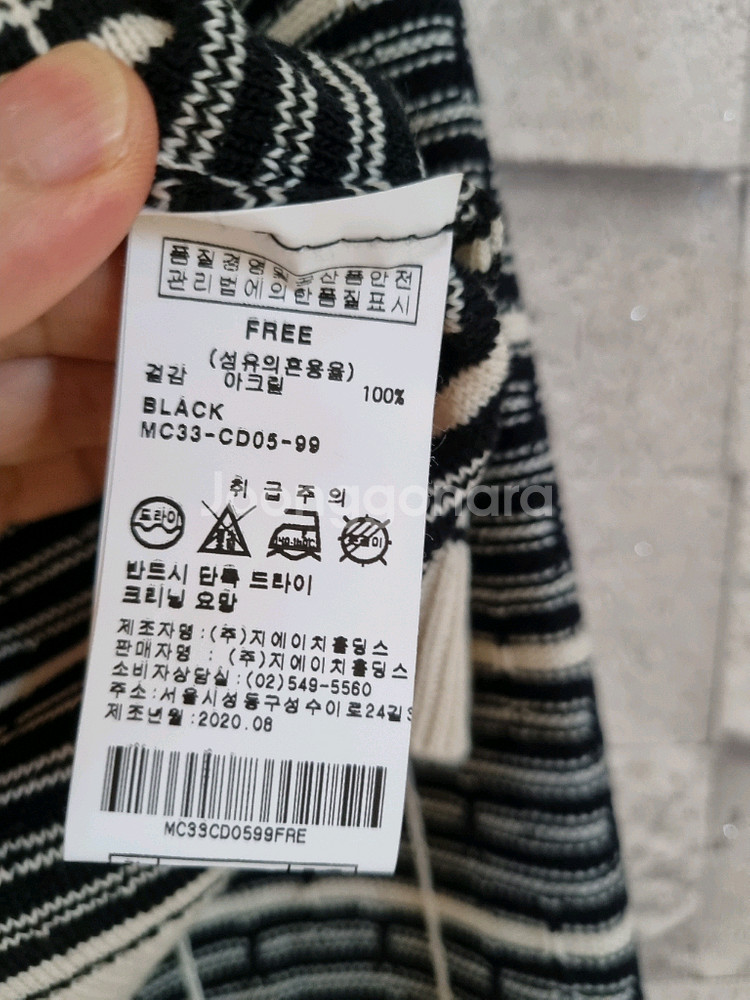 품질경영및공산품안전
관리법에의한품질표시
FREE
(섬유의혼용율)
겉감 아크릴 100%
BLACK
MC33-CD05-99
취급주의
드라이
반드시 단독 드라이
크리닝 요망
제조자명:(주)지에이치홀딩스
판매자명 : (주)지에이치홀딩스
소비자상담실:(02)549-5560
주소:서울시성동구성수이로24길
제조년월:2020.08
MC33CD0599FRE
Joonggonara